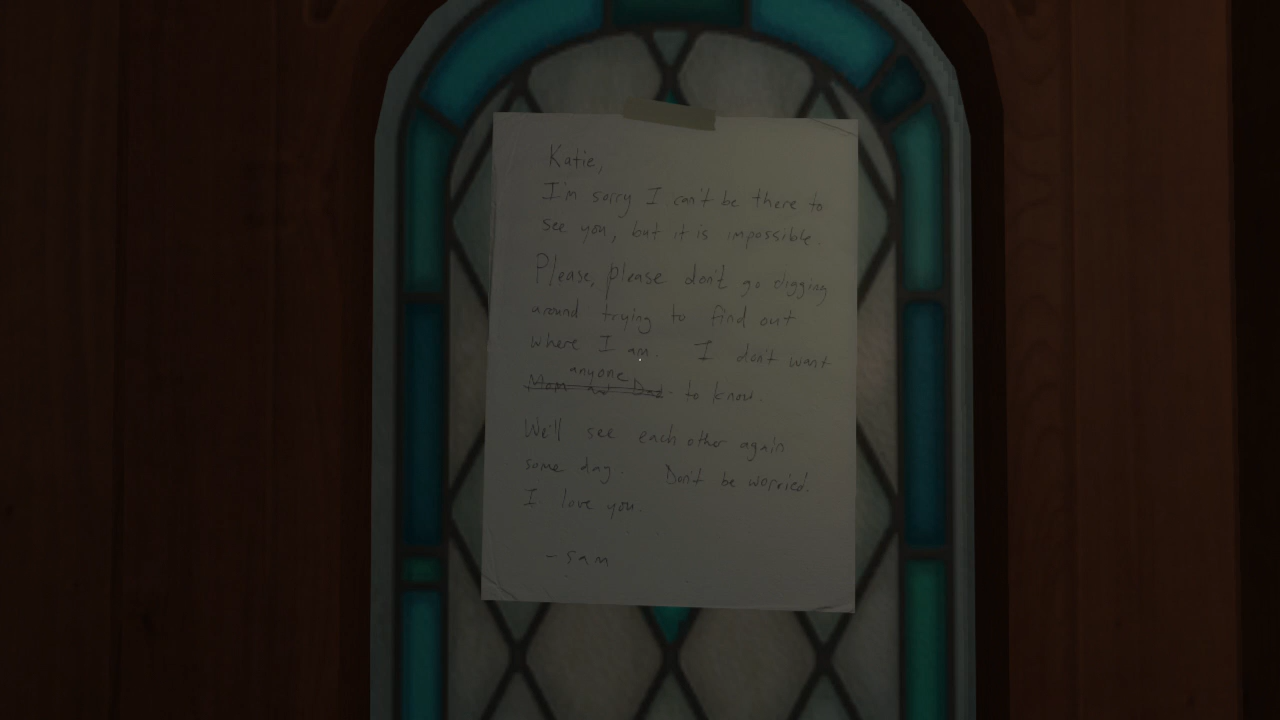 Katie,
I'm sorry I can't be there to
see you, but it is impossible.
Please, please don't go digging
around trying to find out
where I am. I don't want
anyone
Mom and Dad to know.
We'll see each other again
some day. Don't be worried.
I love you.
- Sam